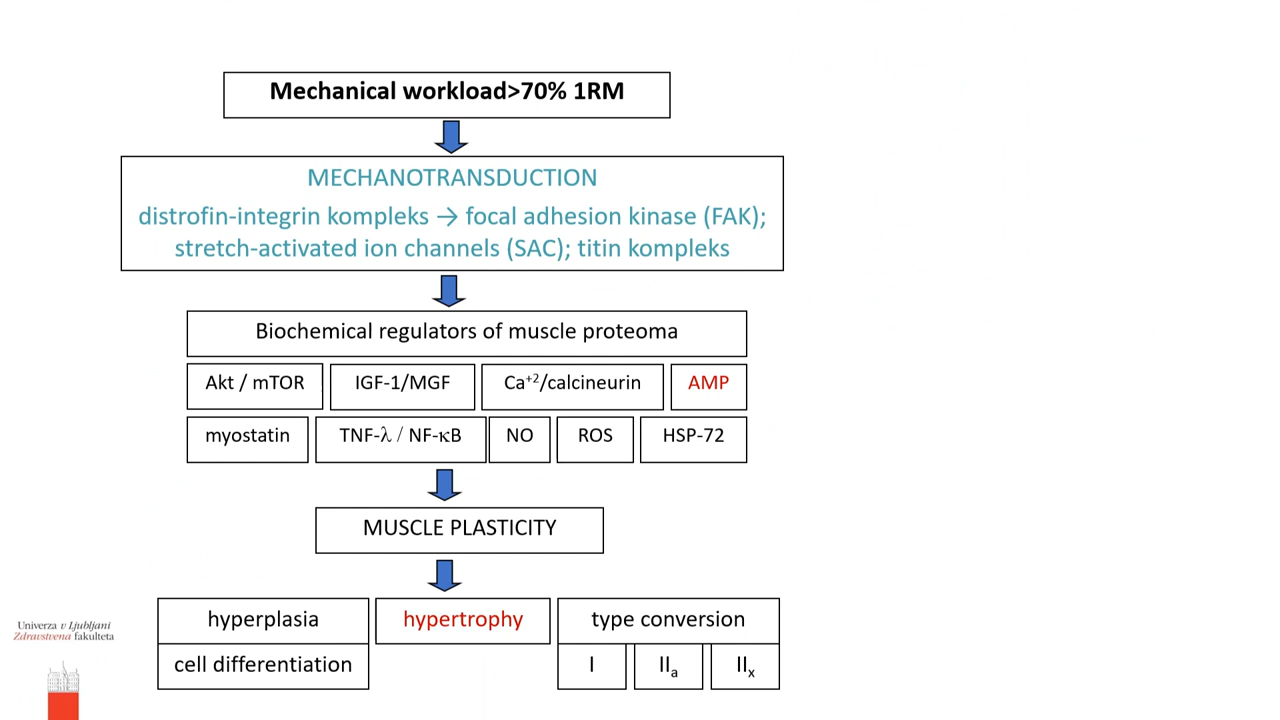 Mechanical workload>70% 1RM
MECHANOTRANSDUCTION
distrofin-integrin kompleks → focal adhesion kinase (FAK);
stretch-activated ion channels (SAC); titin kompleks
Biochemical regulators of muscle proteoma
Akt / mTOR
IGF-1/MGF
Ca⁺²/calcineurin
AMP
myostatin
TNF-λ / NF-κB
NO
ROS
HSP-72
MUSCLE PLASTICITY
hyperplasia
hypertrophy
type conversion
cell differentiation
I
IIₐ
IIₓ
Univerza v Ljubljani
Zdravstvena fakulteta